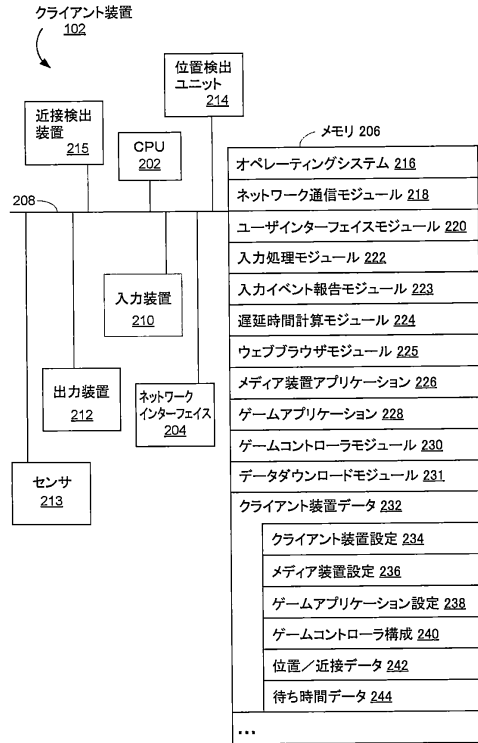 クライアント装置
102
位置検出
ユニット
214
近接検出
装置
215
CPU
202
メモリ 206
208
オペレーティングシステム 216
ネットワーク通信モジュール 218
ユーザインターフェイスモジュール 220
入力処理モジュール 222
入力イベント報告モジュール 223
遅延時間計算モジュール 224
ウェブブラウザモジュール 225
メディア装置アプリケーション 226
ゲームアプリケーション 228
ゲームコントローラモジュール 230
データダウンロードモジュール 231
クライアント装置データ 232
クライアント装置設定 234
メディア装置設定 236
ゲームアプリケーション設定 238
ゲームコントローラ構成 240
位置/近接データ 242
待ち時間データ 244
...
入力装置
210
出力装置
212
ネットワーク
インターフェイス
204
センサ
213